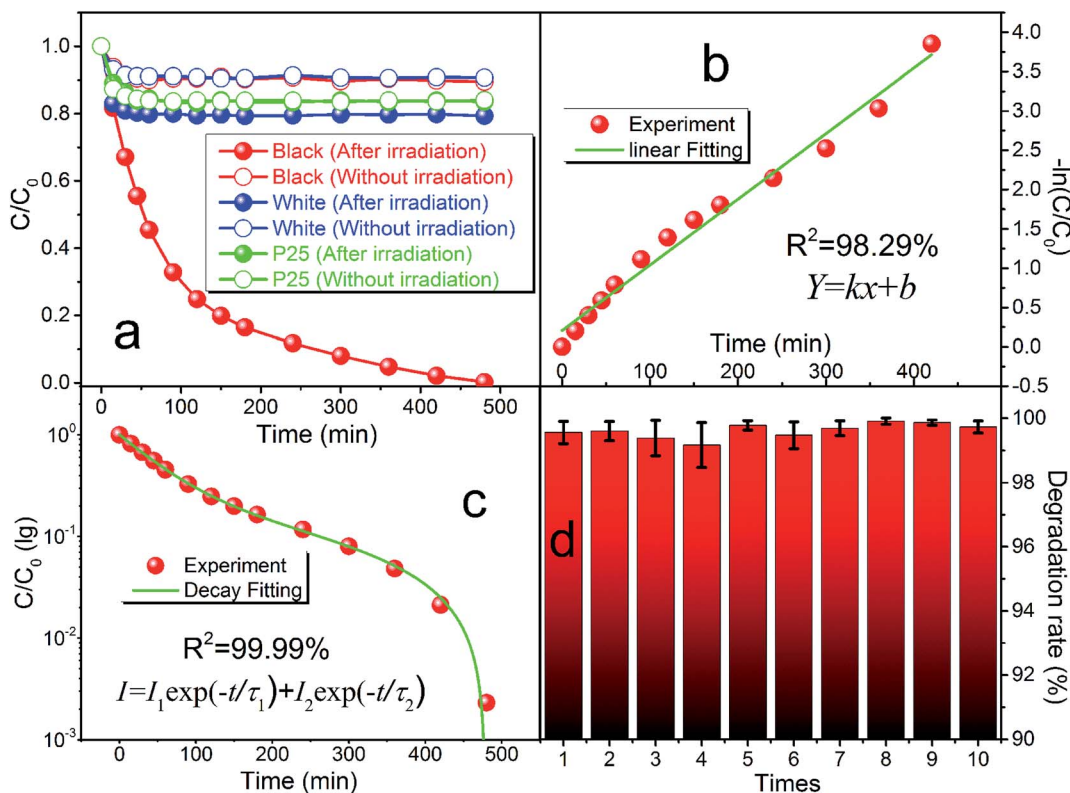 1.0
0.8
0.6
0.4
0.2
0.0
C/C0
Black (After irradiation)
Black (Without irradiation)
White (After irradiation)
White (Without irradiation)
P25 (After irradiation)
P25 (Without irradiation)
a
0 100 200 300 400 500
Time (min)
b
Experiment
linear Fitting
R²=98.29%
Y=kx+b
Time (min)
0 100 200 300 400
4.0
3.5
3.0
2.5
2.0
1.5
1.0
0.5
0.0
-0.5
-ln(C/C0)
10⁰
10⁻¹
10⁻²
10⁻³
C/C0 (lg)
c
Experiment
Decay Fitting
R²=99.99%
I=I1exp(-t/τ1)+I2exp(-t/τ2)
0 100 200 300 400 500
Time (min)
d
100
98
96
94
92
90
Degradation rate (%)
1 2 3 4 5 6 7 8 9 10
Times